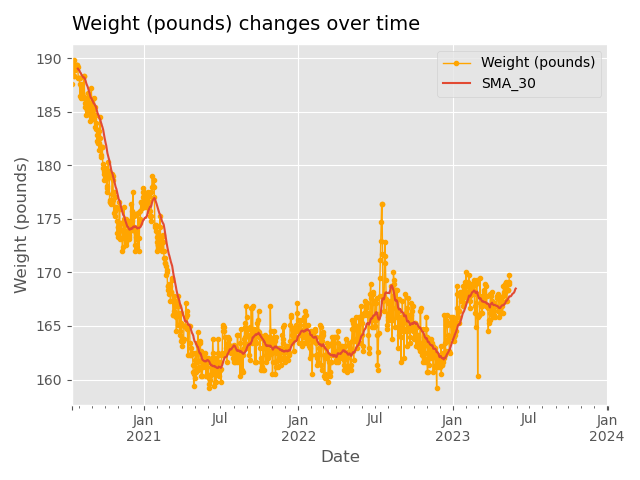 Weight (pounds) changes over time
Weight (pounds)
SMA_30
190
185
180
175
170
165
160
Weight (pounds)
Jan Jul Jan Jul Jan Jul Jan
2021 2022 2023 2024
Date